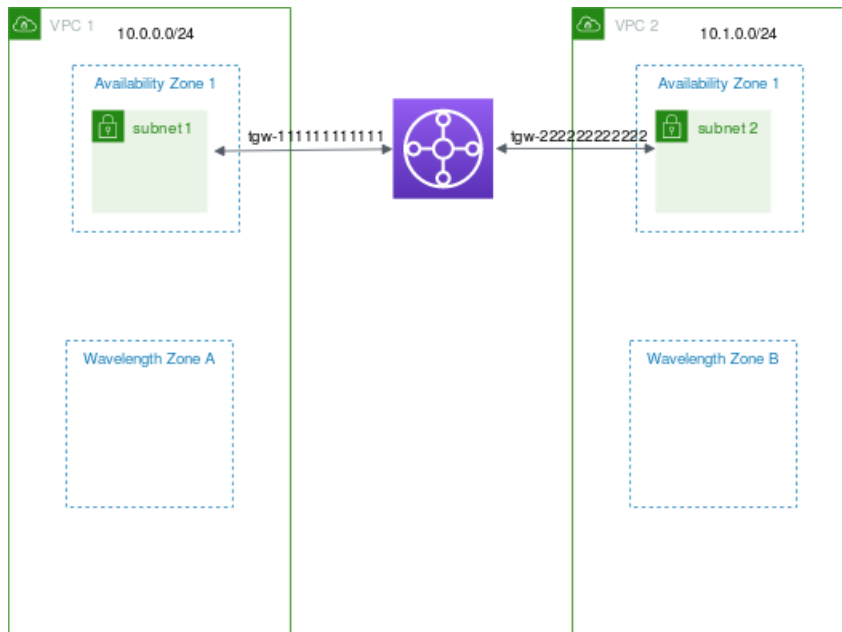 VPC 1
10.0.0.0/24
Availability Zone 1
subnet 1
tgw-111111111111
Wavelength Zone A
tgw-222222222222
VPC 2
10.1.0.0/24
Availability Zone 1
subnet 2
Wavelength Zone B